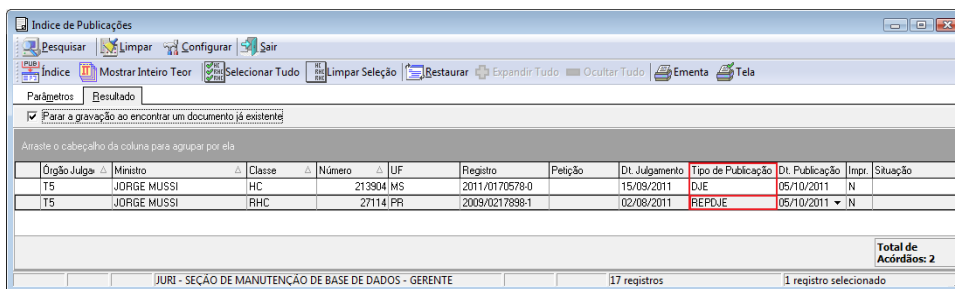 Indice de Publicações
Pesquisar Limpar Configurar Sair
Índice Mostrar Inteiro Teor Selecionar Tudo Limpar Seleção Restaurar Expandir Tudo Ocultar Tudo Ementa Tela
Parâmetros Resultado
Parar a gravação ao encontrar um documento já existente
Arraste o cabeçalho da coluna para agrupar por ela
Órgão Julga Ministro Classe Número UF Registro Petição Dt. Julgamento Tipo de Publicação Dt. Publicação Impr. Situação
T5 JORGE MUSSI HC 213904 MS 2011/0170578-0 15/09/2011 DJE 05/10/2011 N
T5 JORGE MUSSI RHC 27114 PR 2009/0217898-1 02/08/2011 REPDJE 05/10/2011 N
Total de
Acórdãos: 2
JURI - SEÇÃO DE MANUTENÇÃO DE BASE DE DADOS - GERENTE 17 registros 1 registro selecionado